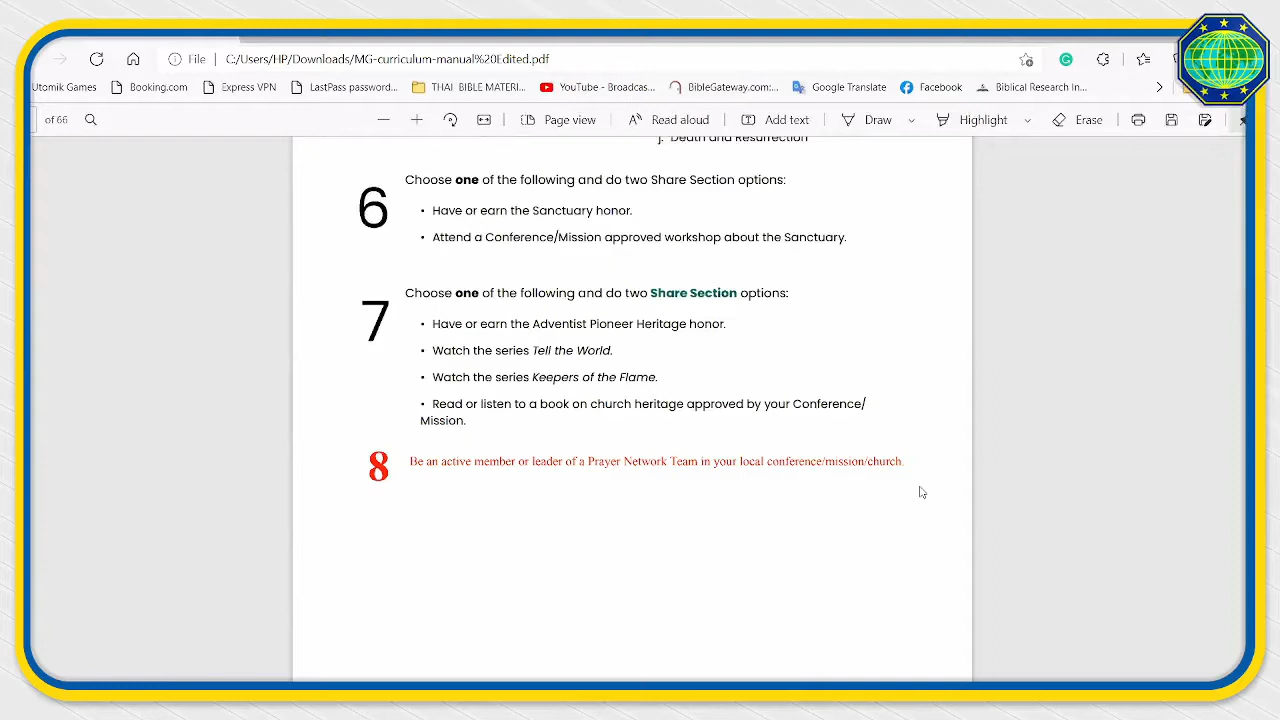 File | C:/Users/HP/Downloads/MG-curriculum-manual%20
Utomik Games Booking.com Express VPN LastPass password... THAI BIBLE MATE... YouTube - Broadcas... BibleGateway.com:... Google Translate Facebook Biblical Research In...
of 66 Page view Read aloud Add text Draw Highlight Erase
j. Death and Resurrection
6 Choose one of the following and do two Share Section options:
• Have or earn the Sanctuary honor.
• Attend a Conference/Mission approved workshop about the Sanctuary.
7 Choose one of the following and do two Share Section options:
• Have or earn the Adventist Pioneer Heritage honor.
• Watch the series Tell the World.
• Watch the series Keepers of the Flame.
• Read or listen to a book on church heritage approved by your Conference/
Mission.
8 Be an active member or leader of a Prayer Network Team in your local conference/mission/church.